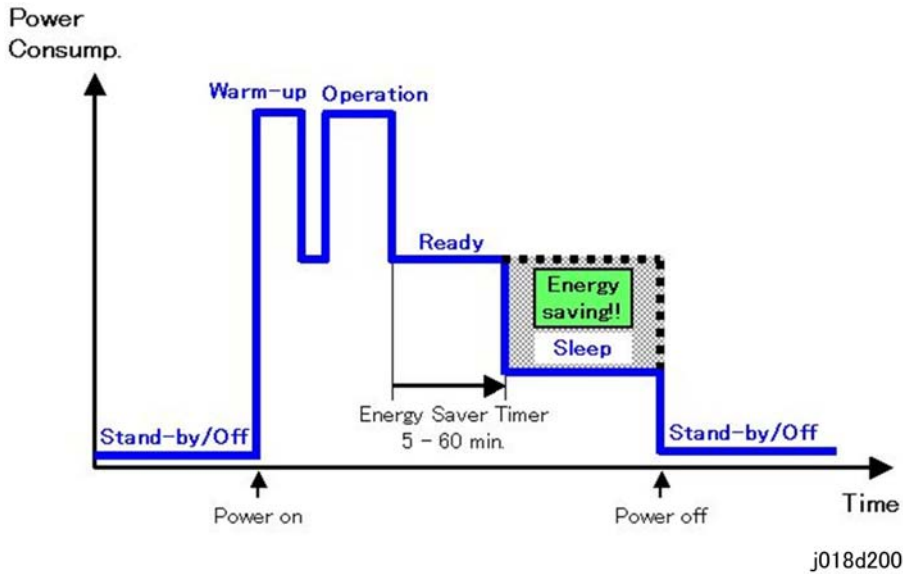 Power
Consump.
Warm-up Operation
Ready
Energy
saving!!
Sleep
Energy Saver Timer
5 - 60 min.
Stand-by/Off
Stand-by/Off
Power on
Power off
Time
j018d200